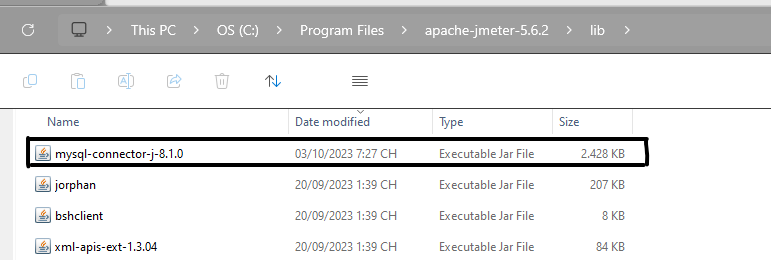 This PC > OS (C:) > Program Files > apache-jmeter-5.6.2 > lib >
Name Date modified Type Size
mysql-connector-j-8.1.0 03/10/2023 7:27 CH Executable Jar File 2.428 KB
jorphan 20/09/2023 1:39 CH Executable Jar File 207 KB
bshclient 20/09/2023 1:39 CH Executable Jar File 8 KB
xml-apis-ext-1.3.04 20/09/2023 1:39 CH Executable Jar File 84 KB